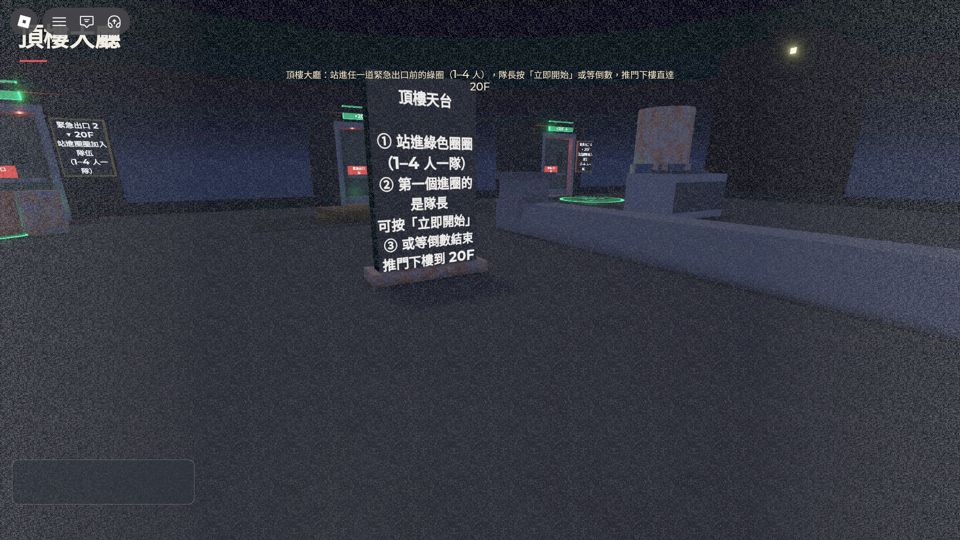 頂樓大廳
頂樓大廳：站進任一道緊急出口前的綠圈（1–4 人），隊長按「立即開始」或等倒數，推門下樓直達
20F
頂樓天台
① 站進綠色圈圈
（1–4 人一隊）
② 第一個進圈的
是隊長
可按「立即開始」
③ 或等倒數結束
推門下樓到 20F
緊急出口 2
▼ 20F
站進圈圈加入
隊伍
（1–4 人一
隊）